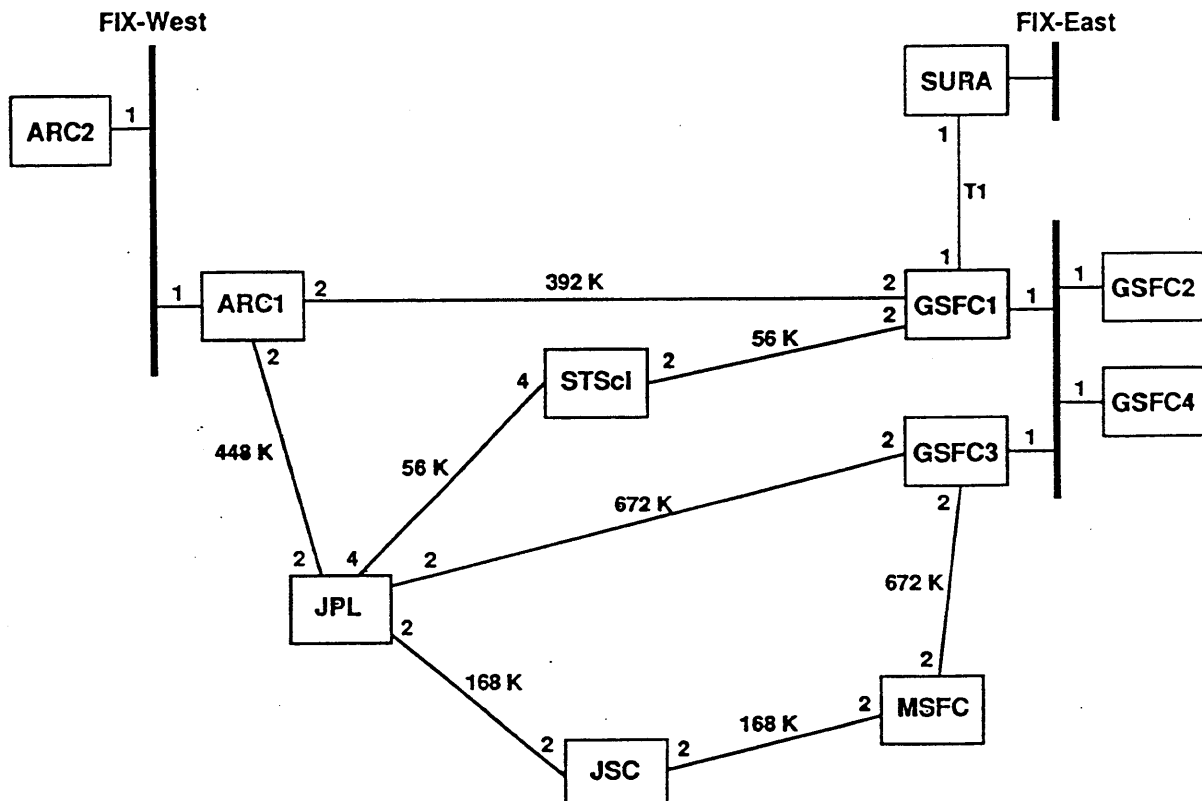 FIX-West
FIX-East
SURA
1
ARC2
1
T1
1
1
ARC1
2
392 K
2
GSFC1
1
1
GSFC2
2
2
56 K
2
STScI
4
1
GSFC4
448 K
56 K
672 K
2
GSFC3
1
2
2
4
2
672 K
JPL
2
168 K
2
MSFC
2
168 K
2
JSC
2